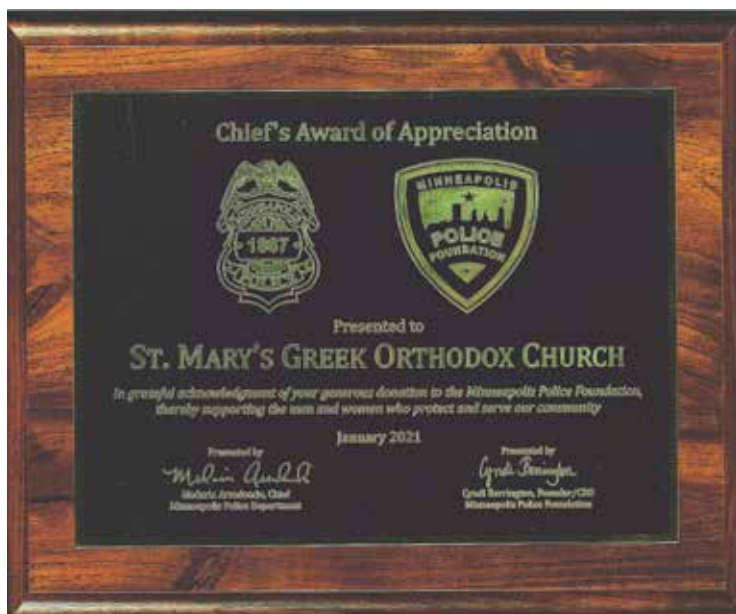 Chief's Award of Appreciation
1867
MINNEAPOLIS
POLICE
FOUNDATION
Presented to
ST. MARY'S GREEK ORTHODOX CHURCH
In grateful acknowledgment of your generous donation to the Minneapolis Police Foundation,
thereby supporting the men and women who protect and serve our community
January 2021
Presented by
Medaria Arradondo, Chief
Minneapolis Police Department
Presented by
Cyndi Barrington, Founder/CEO
Minneapolis Police Foundation